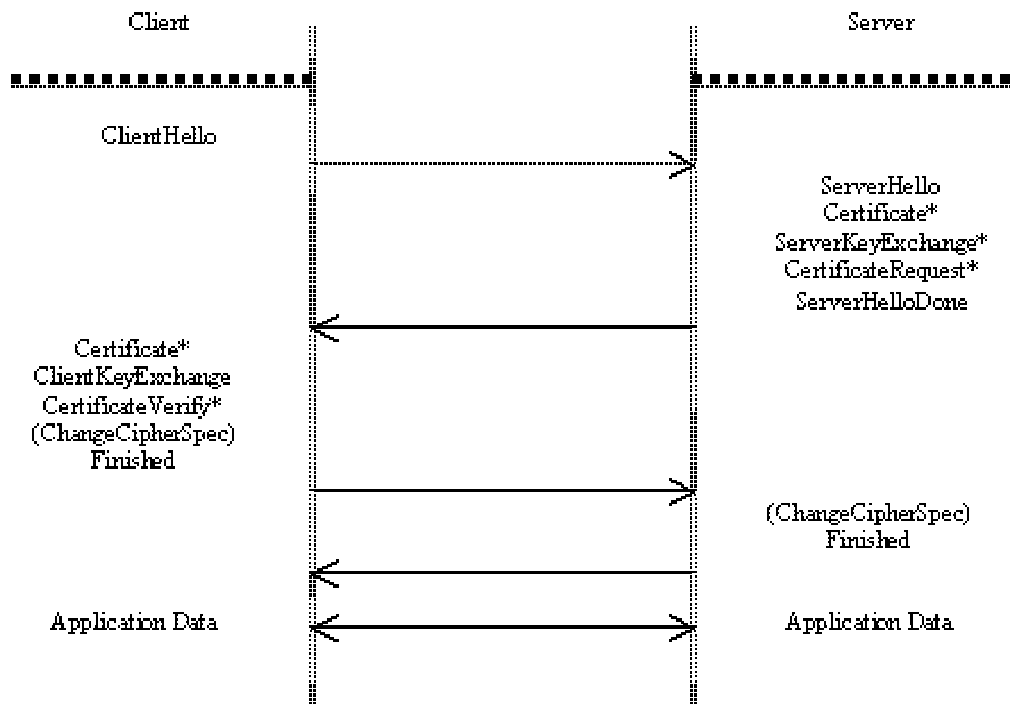 Client
Server
ClientHello
ServerHello
Certificate*
ServerKeyExchange*
CertificateRequest*
ServerHelloDone
Certificate*
ClientKeyExchange
CertificateVerify*
(ChangeCipherSpec)
Finished
(ChangeCipherSpec)
Finished
Application Data
Application Data